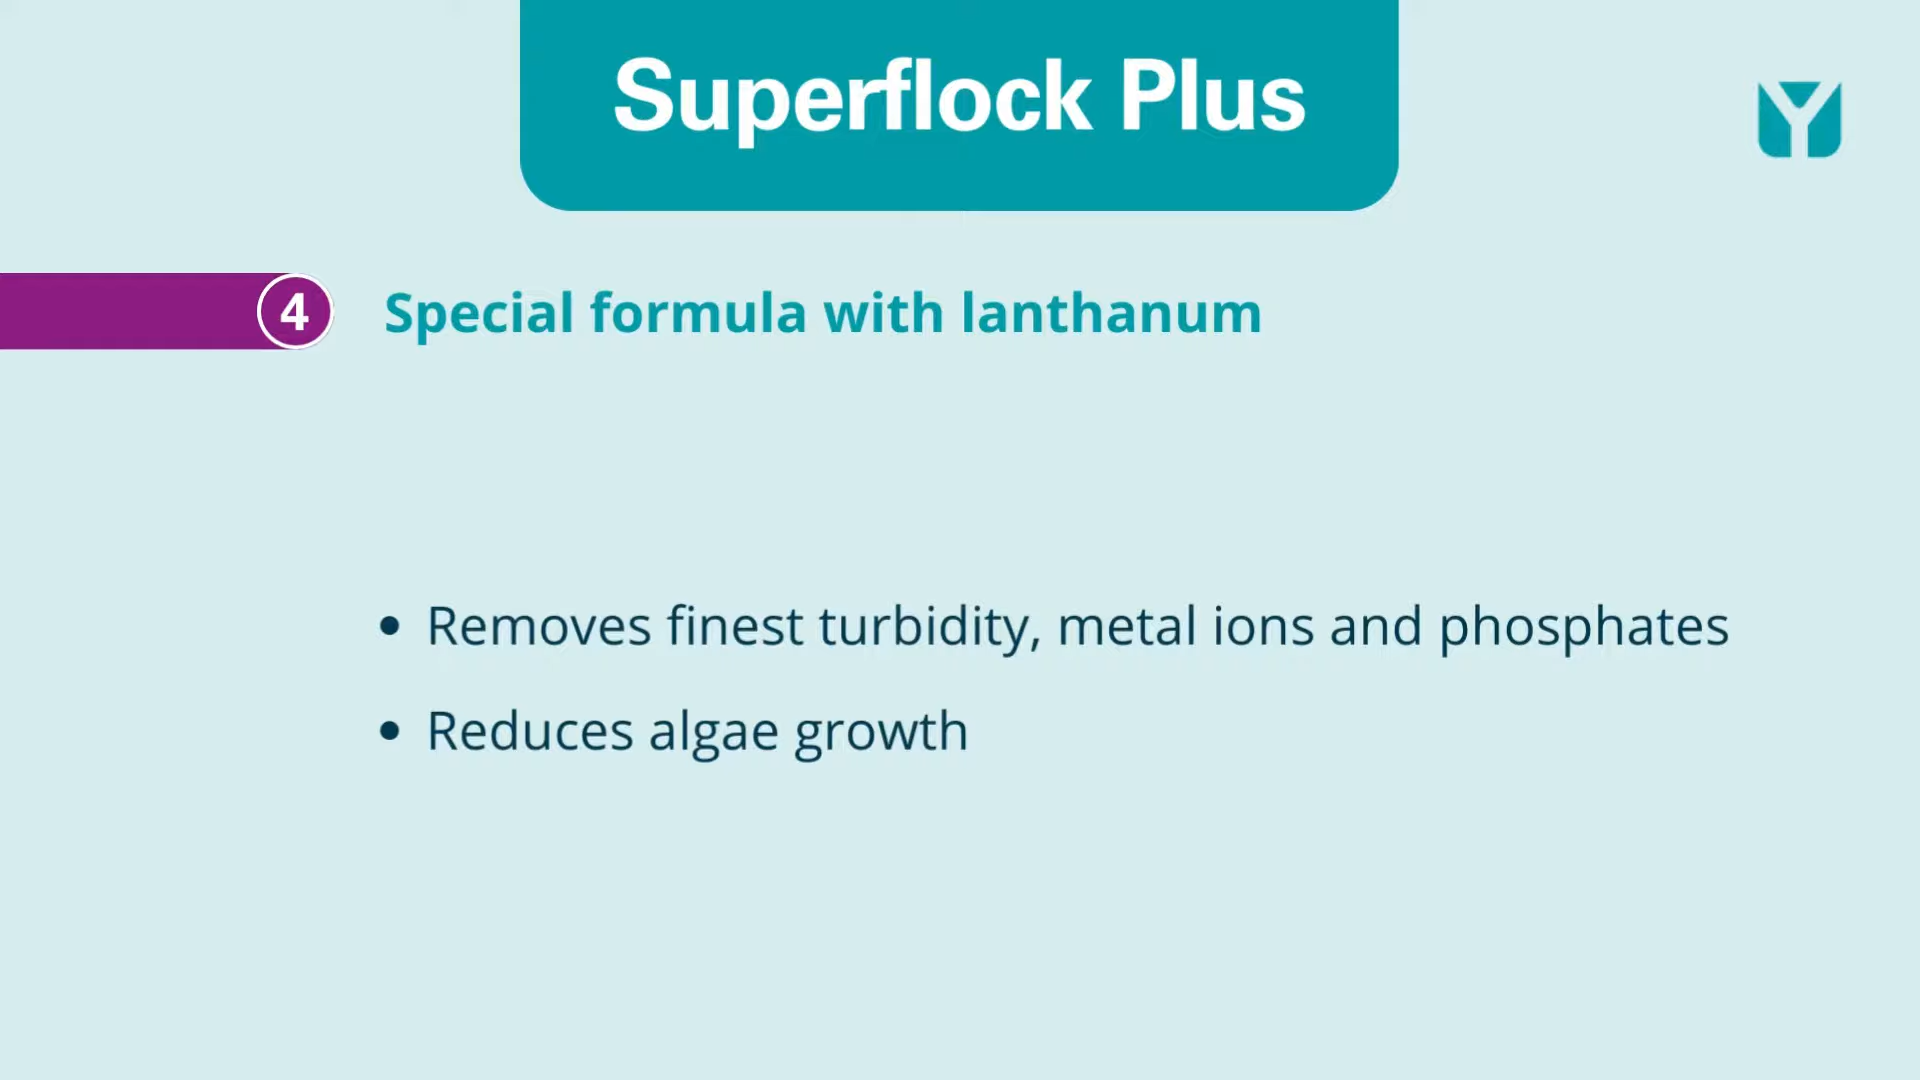 Superflock Plus
4 Special formula with lanthanum
• Removes finest turbidity, metal ions and phosphates
• Reduces algae growth